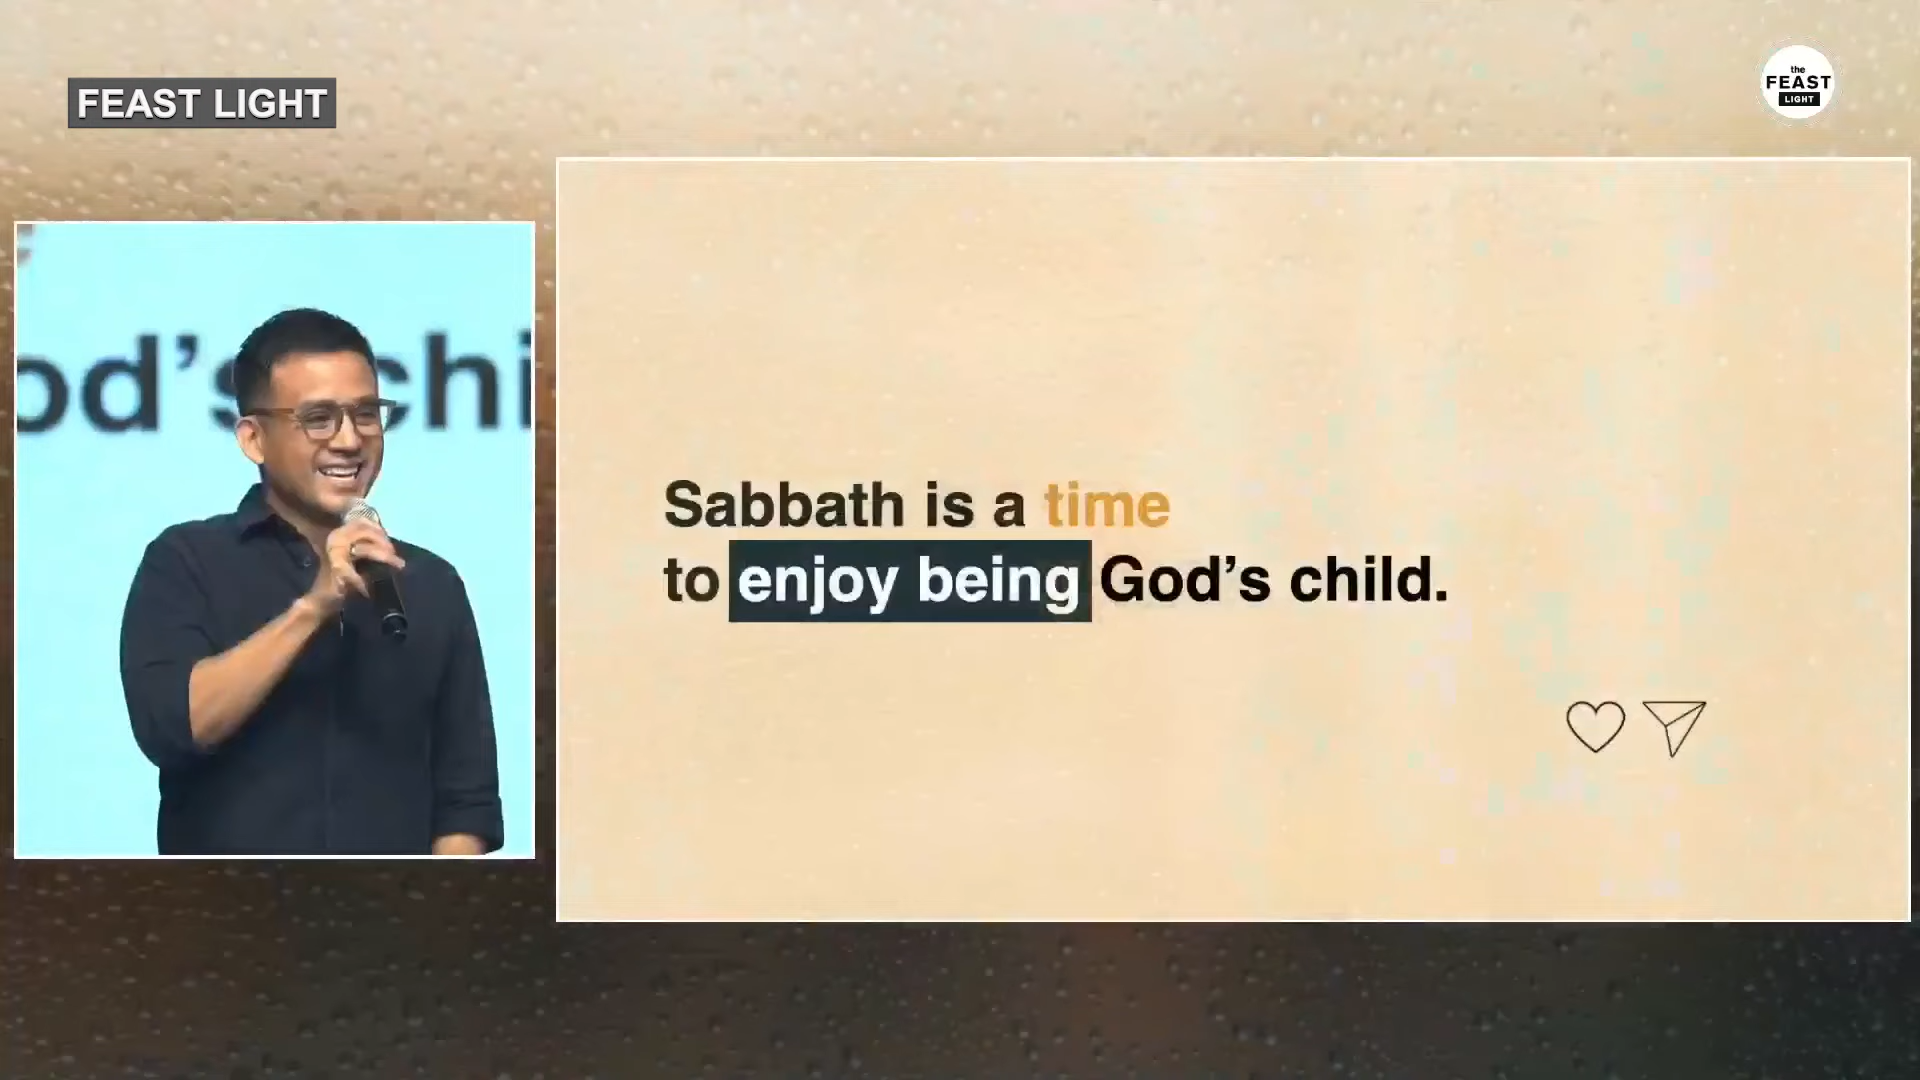 FEAST LIGHT
the
FEAST
LIGHT
od's chi
Sabbath is a time
to enjoy being God’s child.